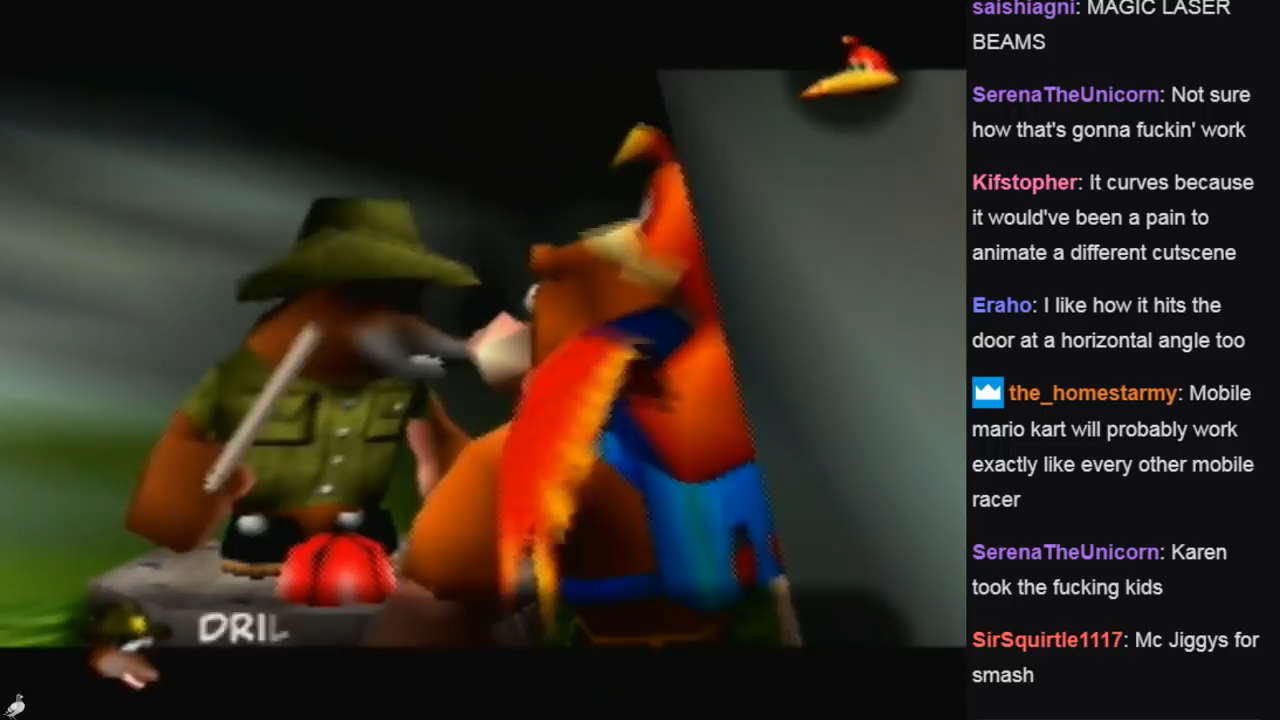 saishiagni: MAGIC LASER
BEAMS
SerenaTheUnicorn: Not sure
how that's gonna fuckin' work
Kifstopher: It curves because
it would've been a pain to
animate a different cutscene
Eraho: I like how it hits the
door at a horizontal angle too
the_homestarmy: Mobile
mario kart will probably work
exactly like every other mobile
racer
SerenaTheUnicorn: Karen
took the fucking kids
SirSquirtle1117: Mc Jiggys for
smash
DRIL